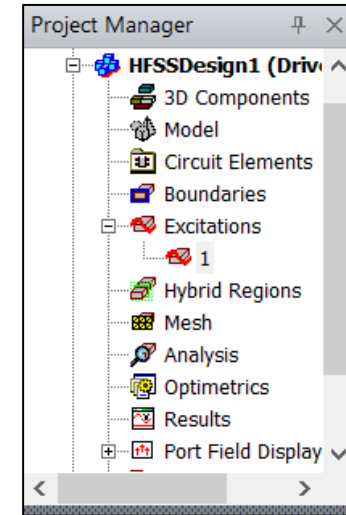 Project Manager
HFSSDesign1 (Drive
3D Components
Model
Circuit Elements
Boundaries
Excitations
1
Hybrid Regions
Mesh
Analysis
Optimetrics
Results
Port Field Display